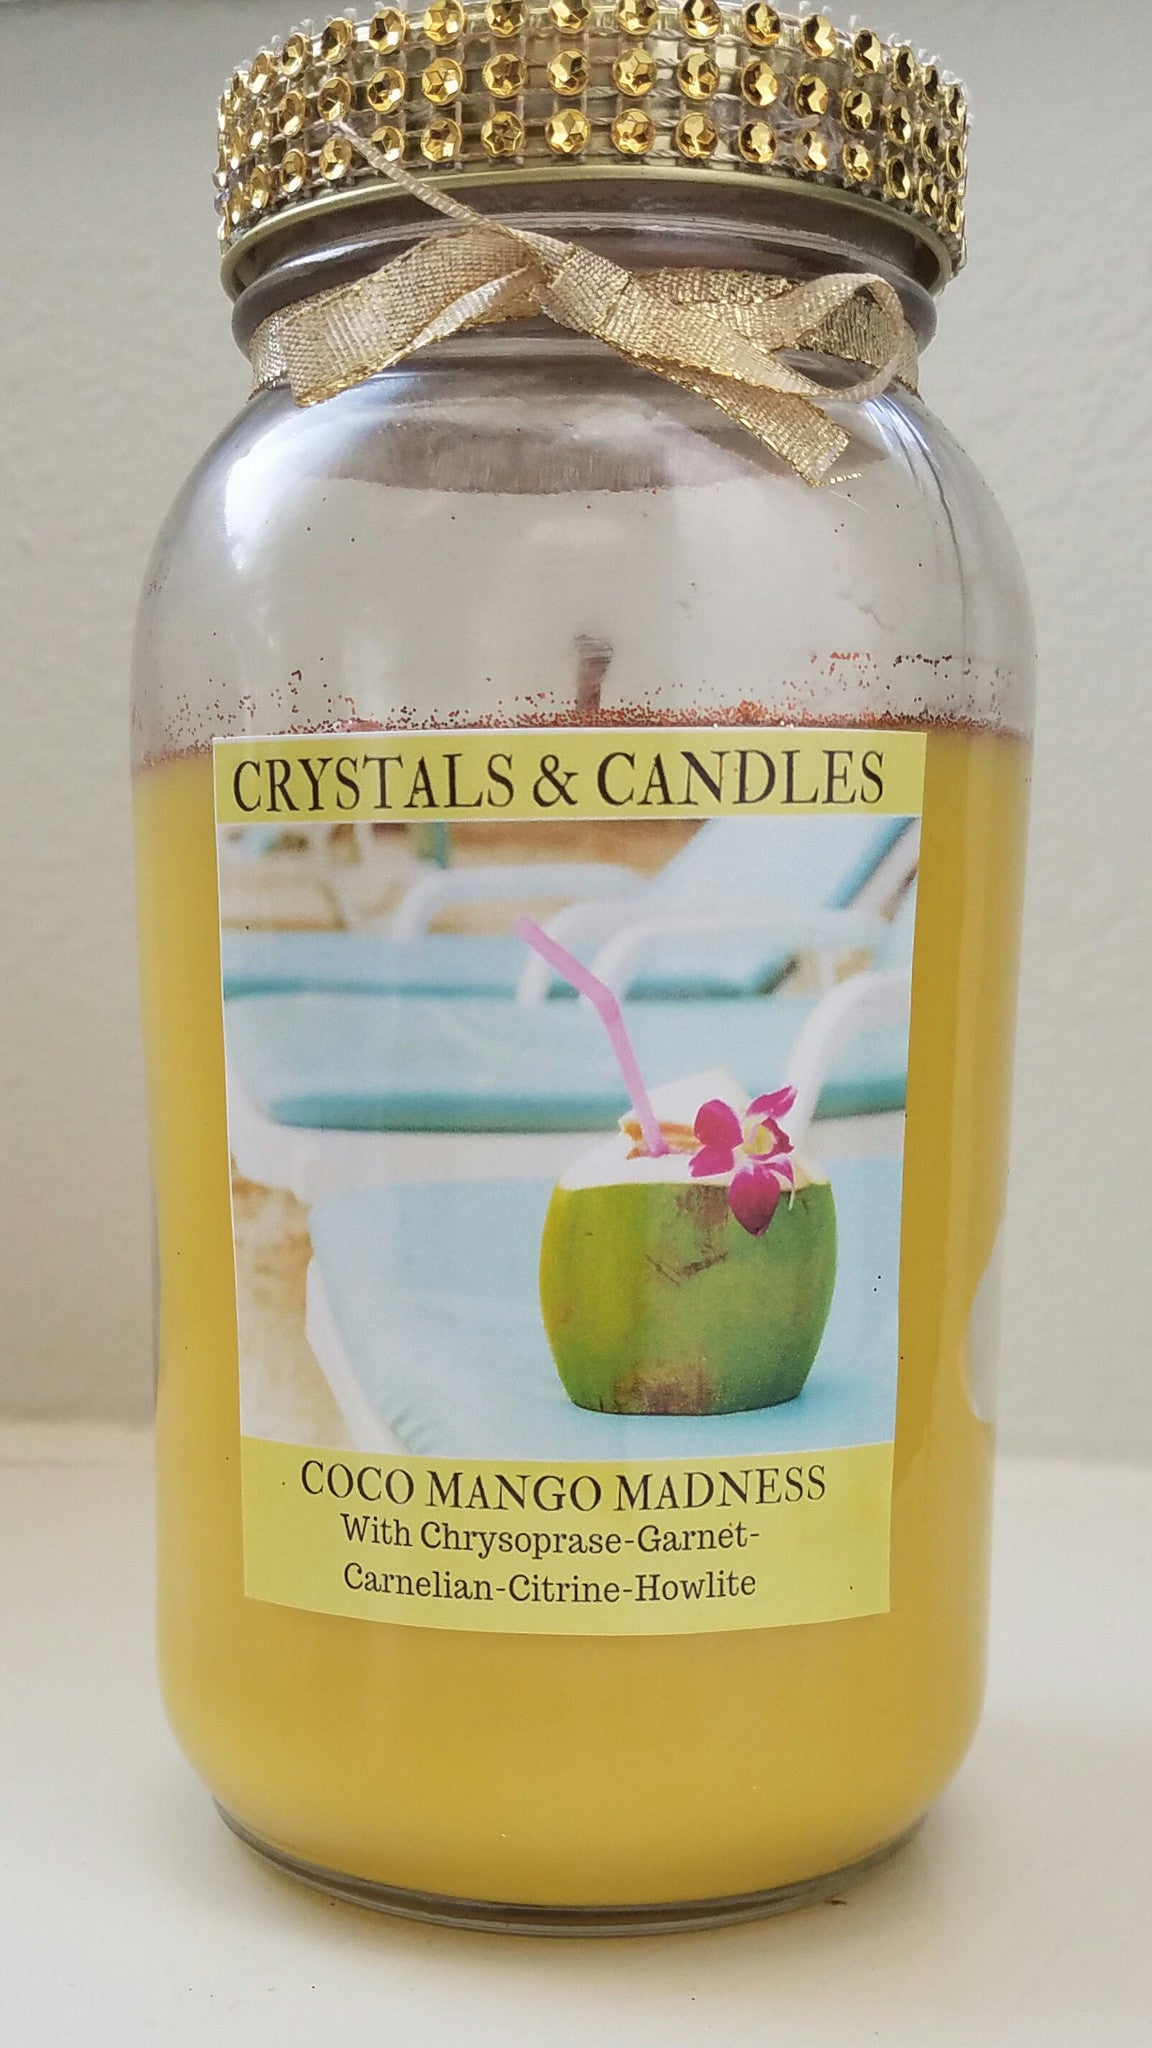 CRYSTALS & CANDLES
COCO MANGO MADNESS
With Chrysoprase-Garnet-
Carnelian-Citrine-Howlite